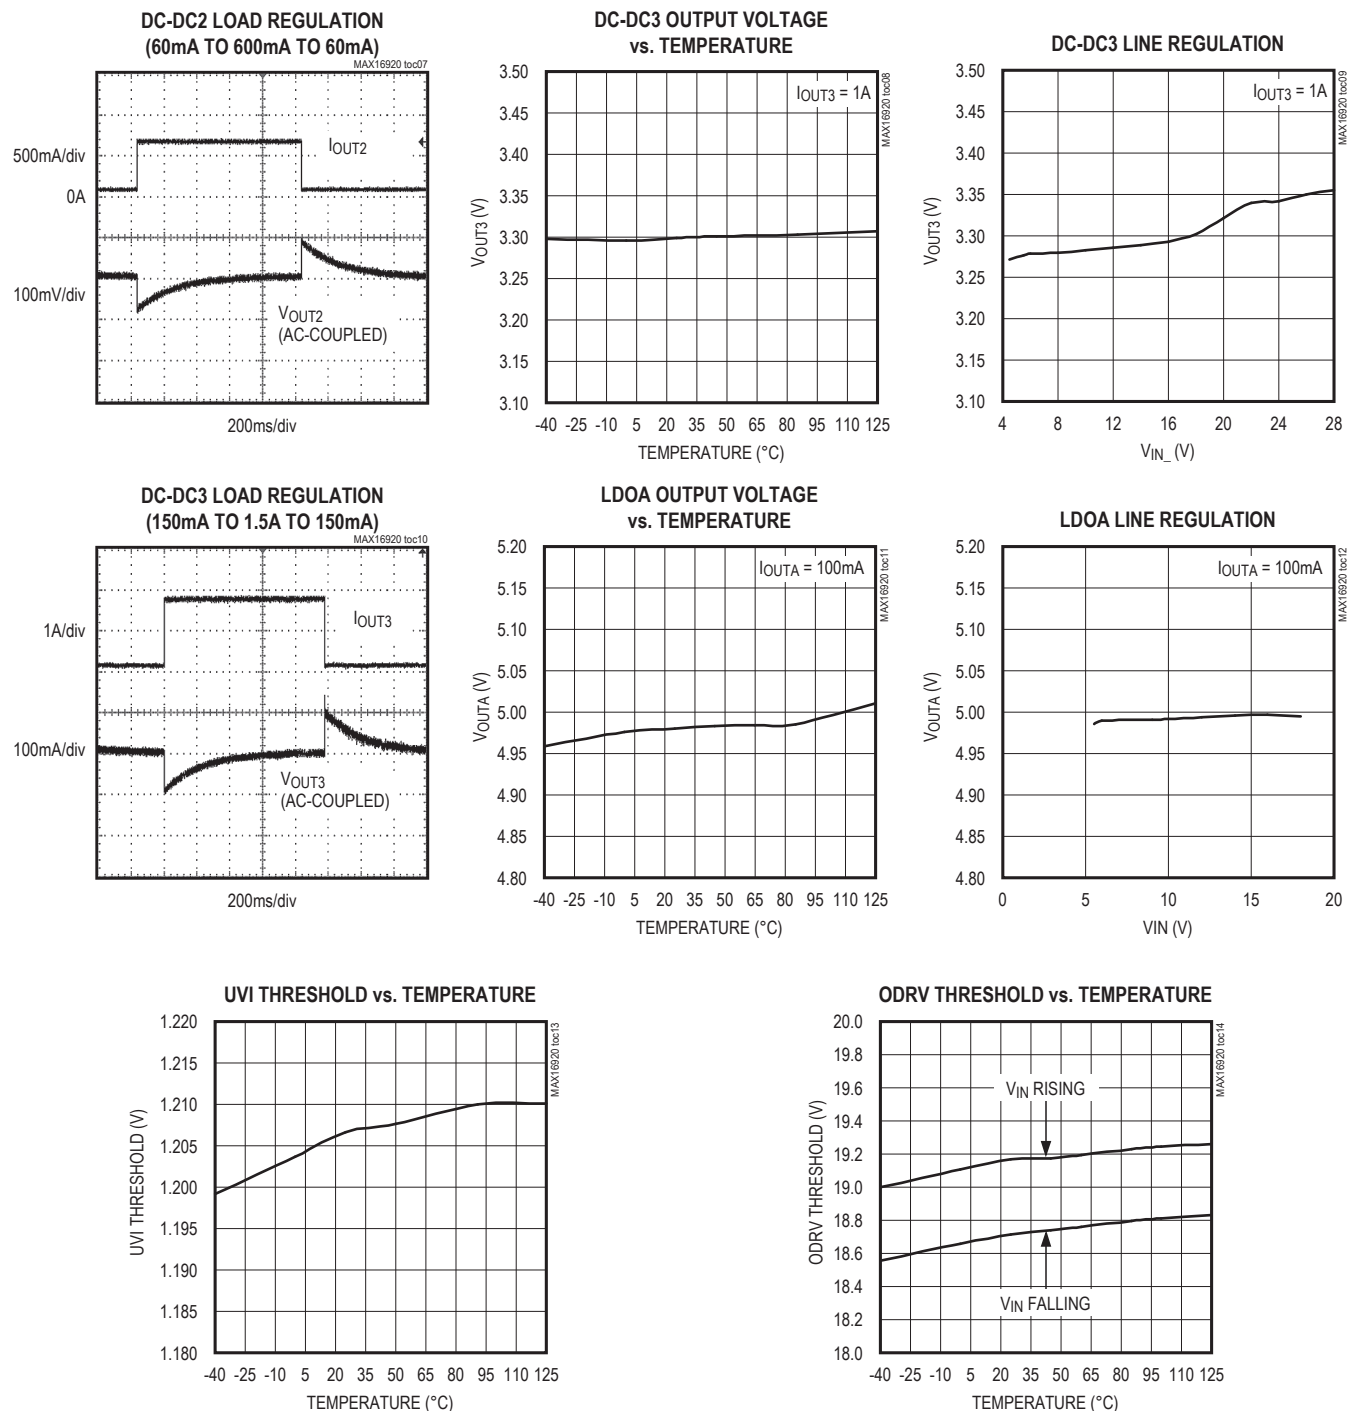 DC-DC2 LOAD REGULATION
(60mA TO 600mA TO 60mA)
MAX16920 toc07
500mA/div
0A
100mV/div
IOUT2
VOUT2
(AC-COUPLED)
200ms/div
DC-DC3 OUTPUT VOLTAGE
vs. TEMPERATURE
MAX16920 toc08
IOUT3 = 1A
VOUT3 (V)
3.50
3.45
3.40
3.35
3.30
3.25
3.20
3.15
3.10
-40 -25 -10 5 20 35 50 65 80 95 110 125
TEMPERATURE (°C)
DC-DC3 LINE REGULATION
MAX16920 toc09
IOUT3 = 1A
VOUT3 (V)
3.50
3.45
3.40
3.35
3.30
3.25
3.20
3.15
3.10
4 8 12 16 20 24 28
VIN_ (V)
DC-DC3 LOAD REGULATION
(150mA TO 1.5A TO 150mA)
MAX16920 toc10
1A/div
100mA/div
IOUT3
VOUT3
(AC-COUPLED)
200ms/div
LDOA OUTPUT VOLTAGE
vs. TEMPERATURE
MAX16920 toc11
IOUTA = 100mA
VOUTA (V)
5.20
5.15
5.10
5.05
5.00
4.95
4.90
4.85
4.80
-40 -25 -10 5 20 35 50 65 80 95 110 125
TEMPERATURE (°C)
LDOA LINE REGULATION
MAX16920 toc12
IOUTA = 100mA
VOUTA (V)
5.20
5.15
5.10
5.05
5.00
4.95
4.90
4.85
4.80
0 5 10 15 20
VIN (V)
UVI THRESHOLD vs. TEMPERATURE
MAX16920 toc13
UVI THRESHOLD (V)
1.220
1.215
1.210
1.205
1.200
1.195
1.190
1.185
1.180
-40 -25 -10 5 20 35 50 65 80 95 110 125
TEMPERATURE (°C)
ODRV THRESHOLD vs. TEMPERATURE
MAX16920 toc14
ODRV THRESHOLD (V)
20.0
19.8
19.6
19.4
19.2
19.0
18.8
18.6
18.4
18.2
18.0
VIN RISING
VIN FALLING
-40 -25 -10 5 20 35 50 65 80 95 110 125
TEMPERATURE (°C)